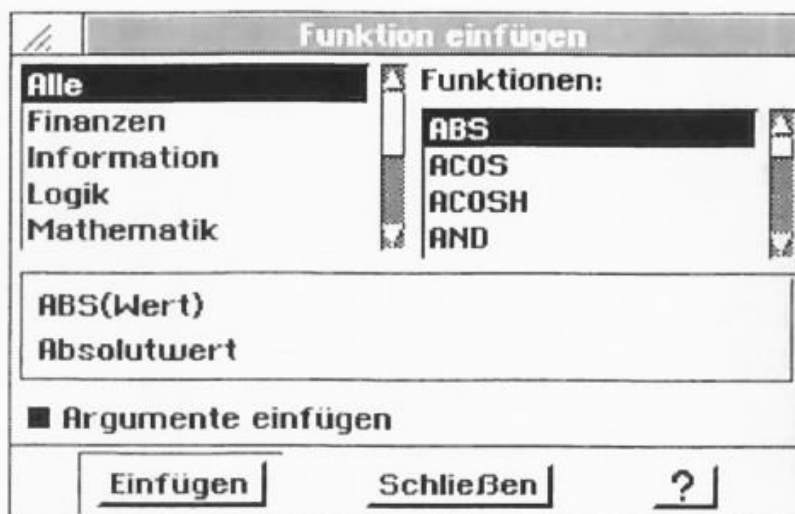 Funktion einfügen
Alle
Finanzen
Information
Logik
Mathematik
Funktionen:
ABS
ACOS
ACOSH
AND
ABS(Wert)
Absolutwert
Argumente einfügen
Einfügen
Schließen
?